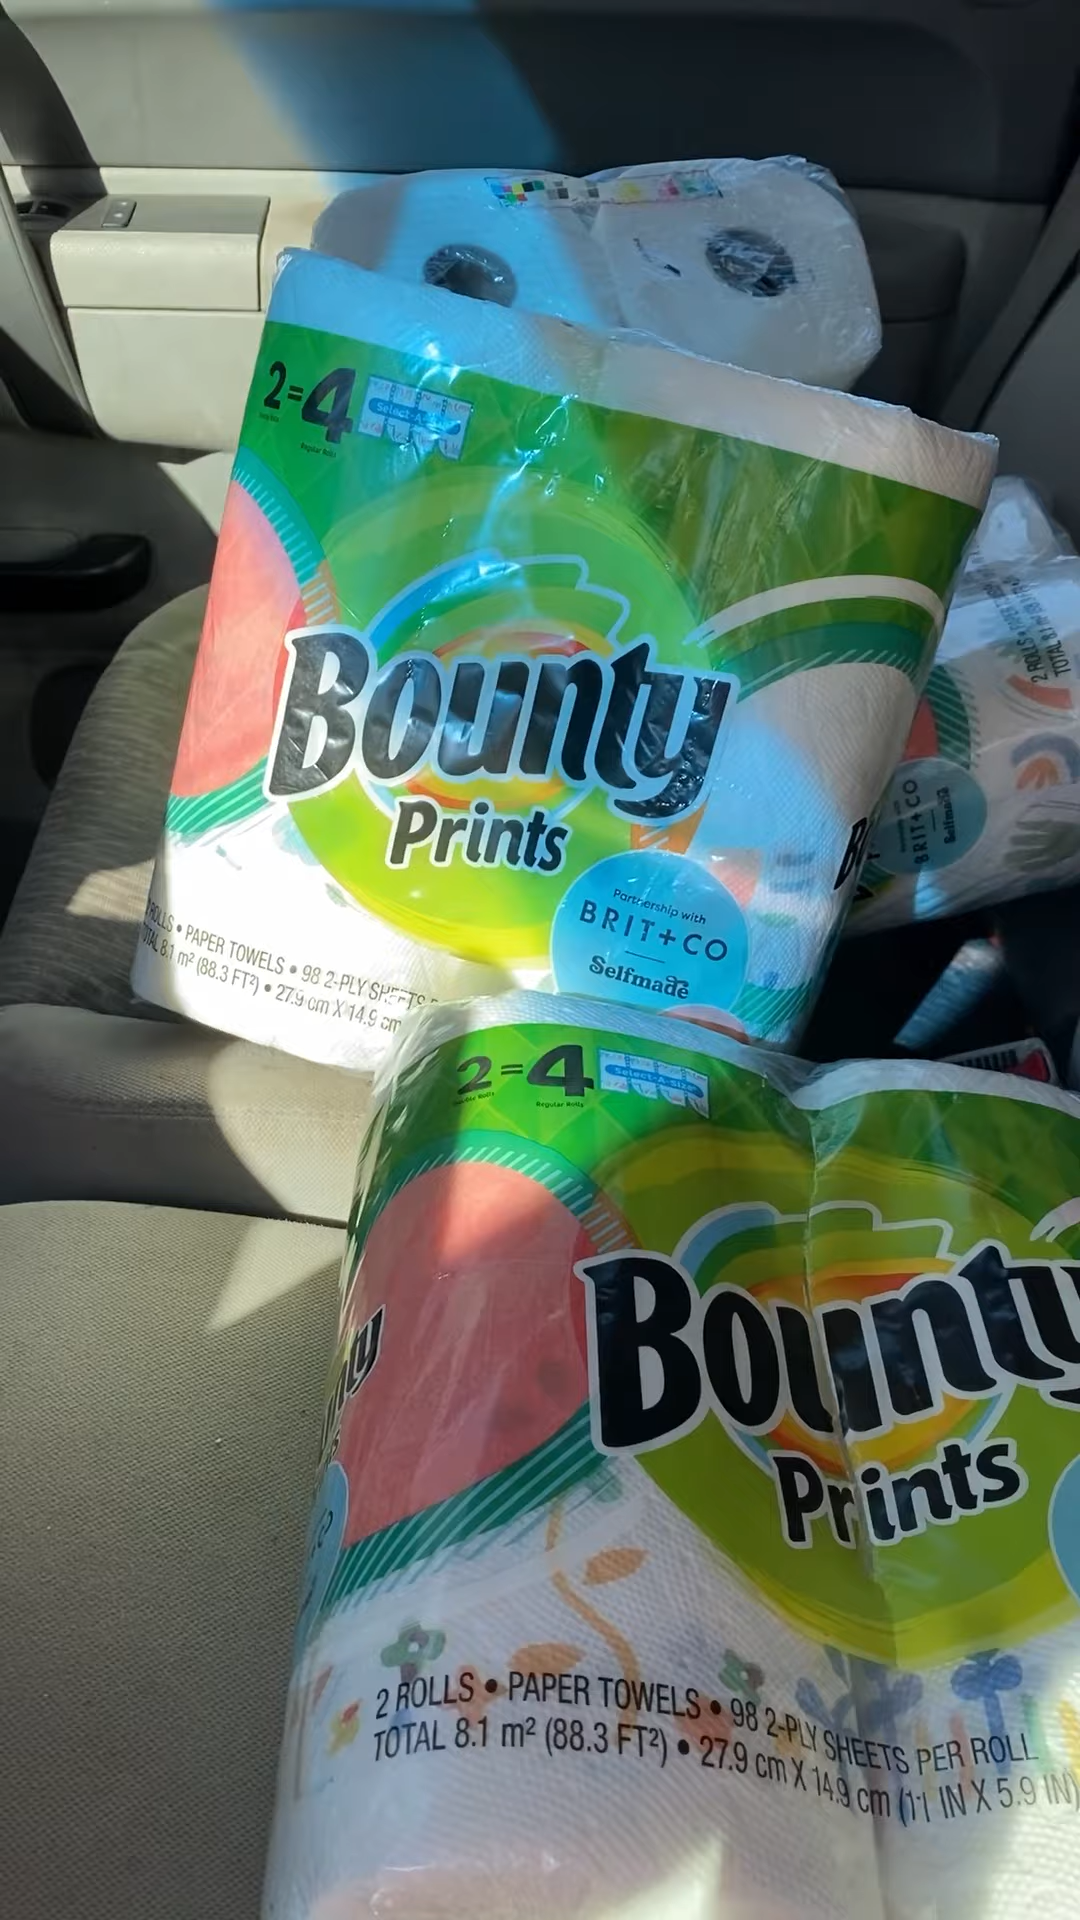 2=4
Regular Rolls
Select-A-Size
Bounty
Prints
Partnership with
BRIT+CO
Selfmade
ROLLS • PAPER TOWELS • 98 2-PLY SHEETS
TOTAL 8.1 m² (88.3 FT²) • 27.9 cm X 14.9 cm
2 ROLLS
TOTAL 8.1 m²
BRIT+CO
Selfmade
2=4
Double Rolls
Regular Rolls
Select-A-Size
Bounty
Prints
2 ROLLS • PAPER TOWELS • 98 2-PLY SHEETS PER ROLL
TOTAL 8.1 m² (88.3 FT²) • 27.9 cm X 14.9 cm (11 IN X 5.9 IN)